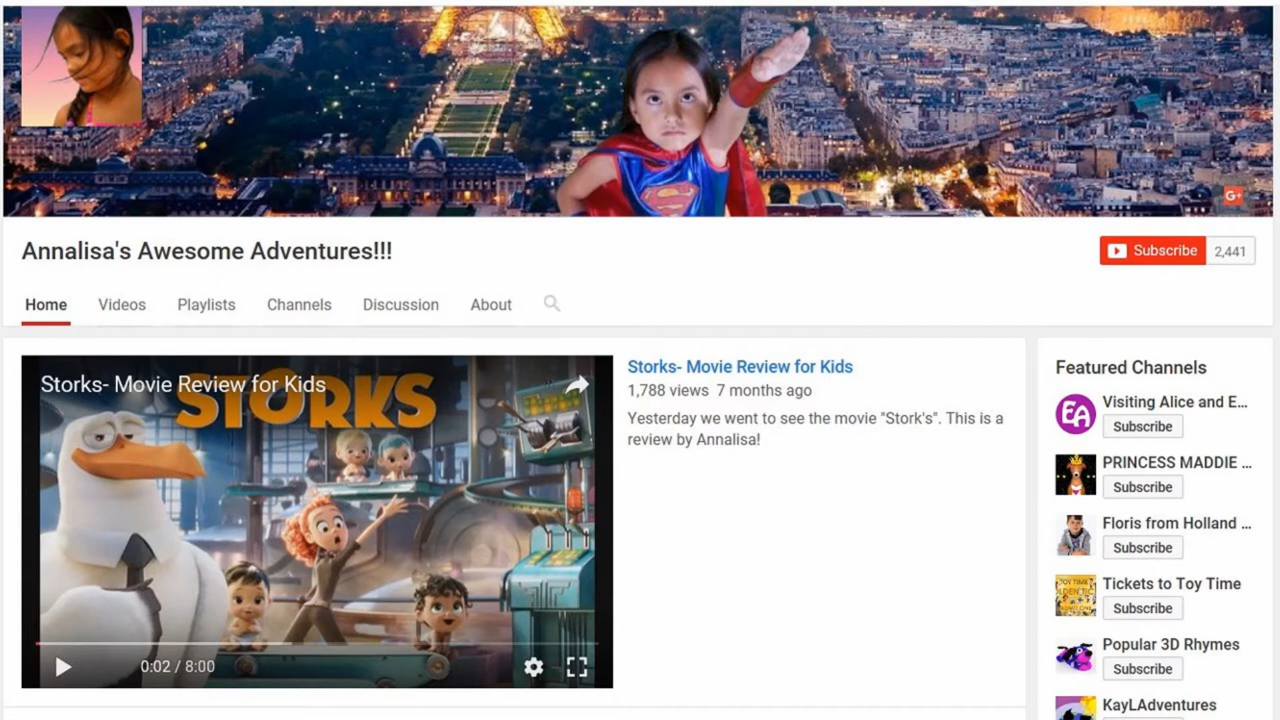 G+
Annalisa's Awesome Adventures!!!
Subscribe 2,441
Home Videos Playlists Channels Discussion About
Storks- Movie Review for Kids
STORKS
0:02 / 8:00
Storks- Movie Review for Kids
1,788 views 7 months ago
Yesterday we went to see the movie "Stork's". This is a
review by Annalisa!
Featured Channels
EA
Visiting Alice and E...
Subscribe
PRINCESS MADDIE ...
Subscribe
Floris from Holland ...
Subscribe
TOY TIME
Tickets to Toy Time
Subscribe
Popular 3D Rhymes
Subscribe
KayLAdventures